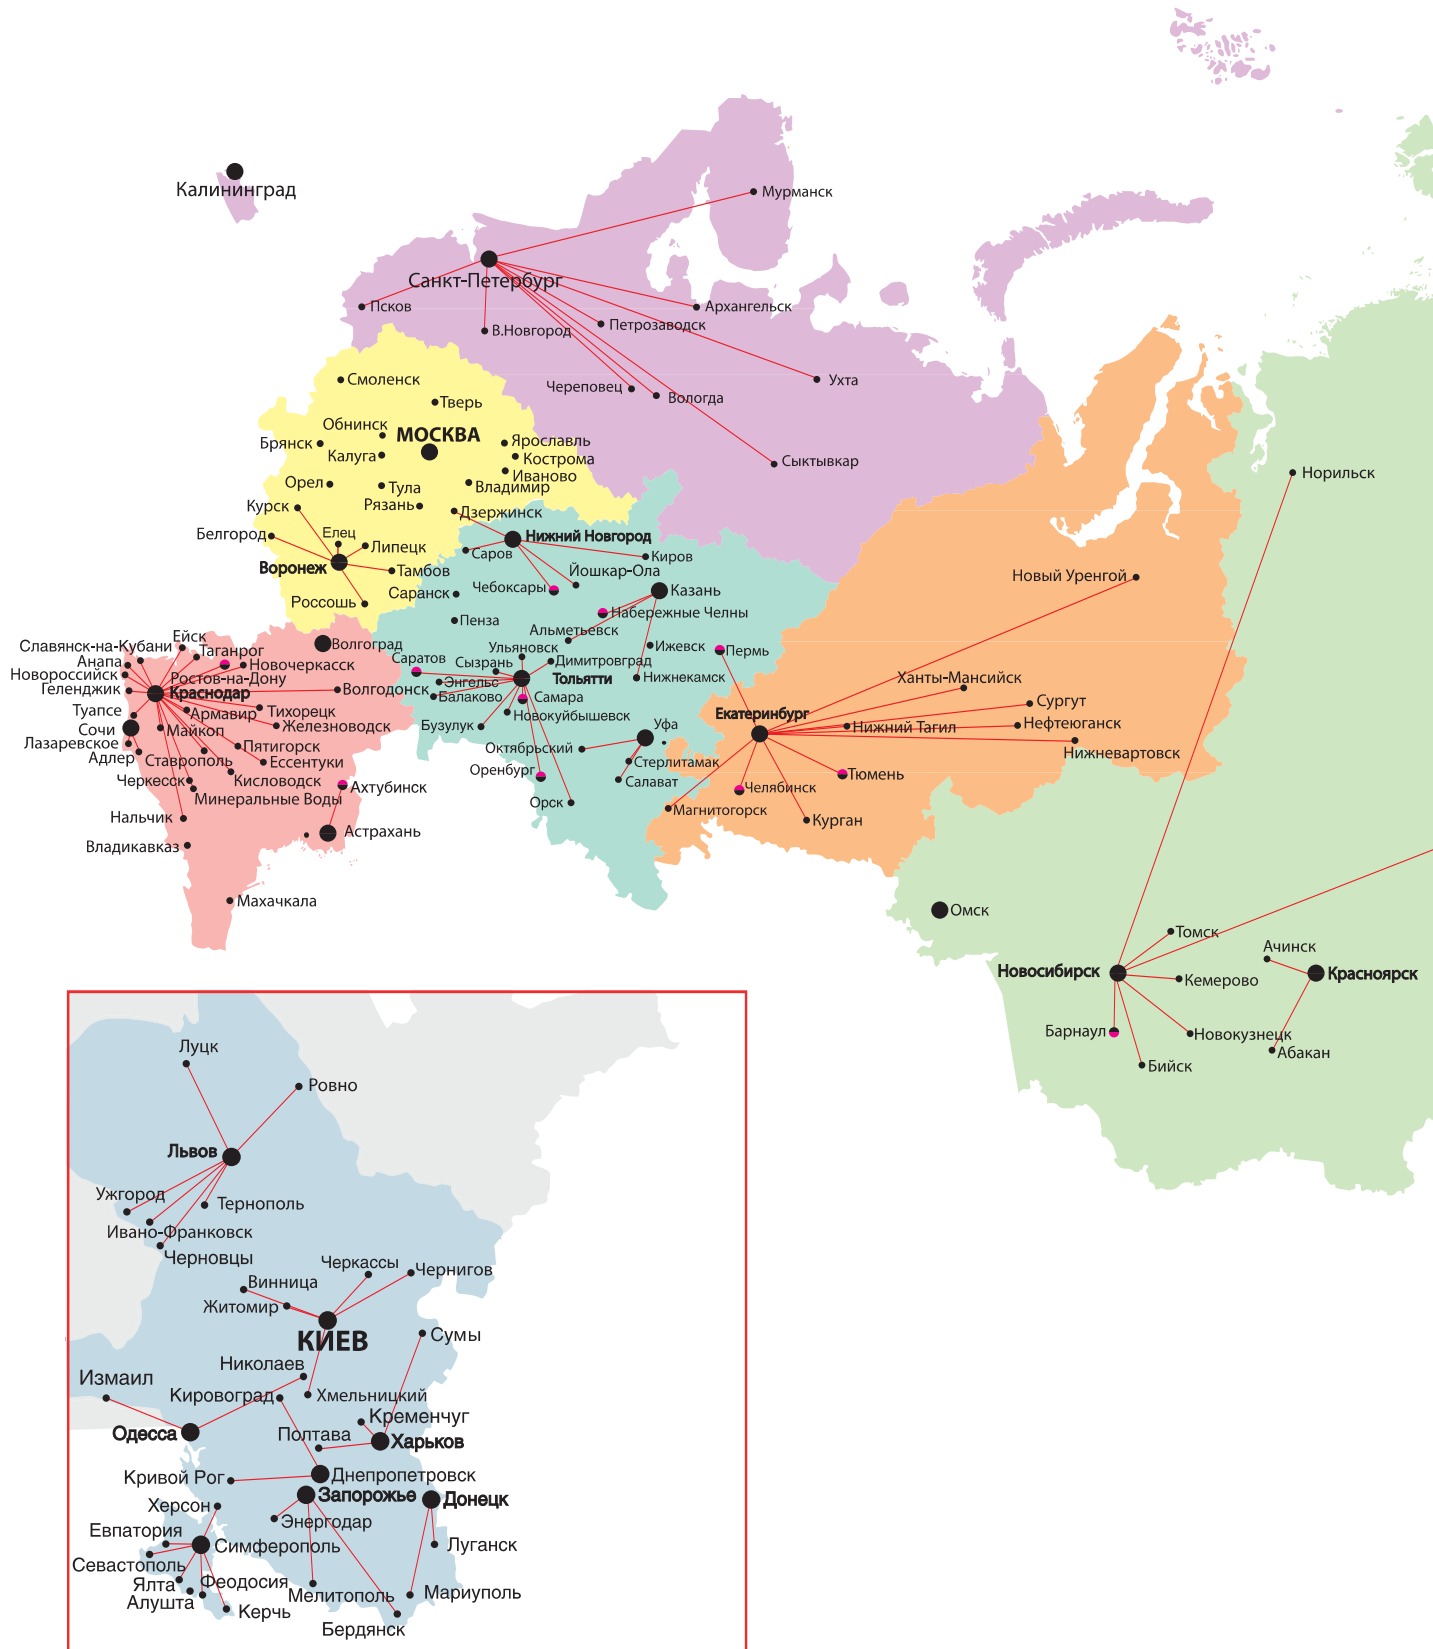 Калининград
Мурманск
Санкт-Петербург
Псков
Архангельск
В.Новгород
Петрозаводск
Ухта
Череповец
Вологда
Сыктывкар
Смоленск
Тверь
Обнинск
МОСКВА
Брянск
Калуга
Ярославль
Кострома
Иваново
Орел
Тула
Владимир
Курск
Рязань
Дзержинск
Белгород
Елец
Липецк
Воронеж
Тамбов
Россошь
Нижний Новгород
Саров
Киров
Йошкар-Ола
Чебоксары
Саранск
Казань
Набережные Челны
Пенза
Альметьевск
Ульяновск
Ижевск
Пермь
Саратов
Сызрань
Димитровград
Энгельс
Тольятти
Нижнекамск
Балаково
Самара
Новокуйбышевск
Бузулук
Уфа
Октябрьский
Стерлитамак
Оренбург
Салават
Орск
Волгоград
Ейск
Славянск-на-Кубани
Таганрог
Анапа
Новочеркасск
Новороссийск
Ростов-на-Дону
Геленджик
Краснодар
Волгодонск
Туапсе
Армавир
Тихорецк
Сочи
Майкоп
Железноводск
Лазаревское
Пятигорск
Адлер
Ставрополь
Ессентуки
Черкесск
Кисловодск
Минеральные Воды
Ахтубинск
Нальчик
Астрахань
Владикавказ
Махачкала
Норильск
Новый Уренгой
Ханты-Мансийск
Сургут
Екатеринбург
Нижний Тагил
Нефтеюганск
Нижневартовск
Тюмень
Челябинск
Магнитогорск
Курган
Омск
Томск
Ачинск
Новосибирск
Кемерово
Красноярск
Барнаул
Новокузнецк
Абакан
Бийск
Луцк
Ровно
Львов
Ужгород
Тернополь
Ивано-Франковск
Черновцы
Черкассы
Чернигов
Винница
Житомир
КИЕВ
Сумы
Николаев
Измаил
Кировоград
Хмельницкий
Кременчуг
Одесса
Полтава
Харьков
Кривой Рог
Днепропетровск
Запорожье
Донецк
Херсон
Энергодар
Евпатория
Симферополь
Луганск
Севастополь
Ялта
Феодосия
Мелитополь
Мариуполь
Алушта
Керчь
Бердянск